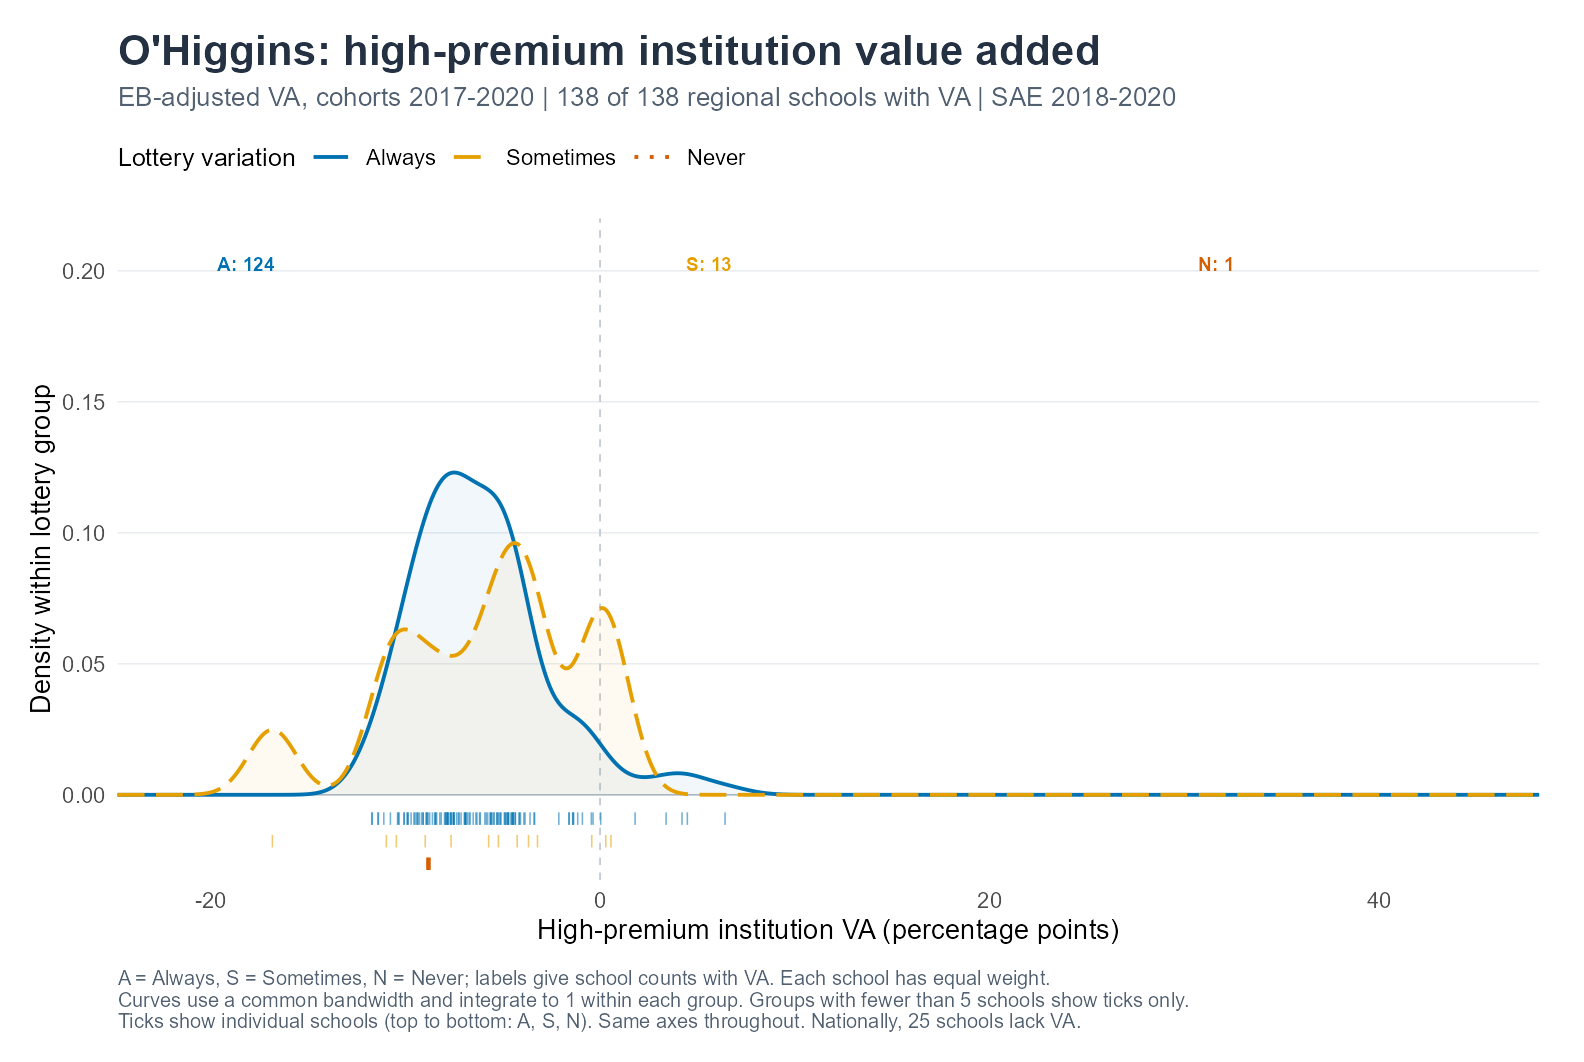 O'Higgins: high-premium institution value added
EB-adjusted VA, cohorts 2017-2020 | 138 of 138 regional schools with VA | SAE 2018-2020
Lottery variation Always Sometimes Never
A: 124 S: 13 N: 1
0.20
0.15
0.10
0.05
0.00
Density within lottery group
-20 0 20 40
High-premium institution VA (percentage points)
A = Always, S = Sometimes, N = Never; labels give school counts with VA. Each school has equal weight.
Curves use a common bandwidth and integrate to 1 within each group. Groups with fewer than 5 schools show ticks only.
Ticks show individual schools (top to bottom: A, S, N). Same axes throughout. Nationally, 25 schools lack VA.